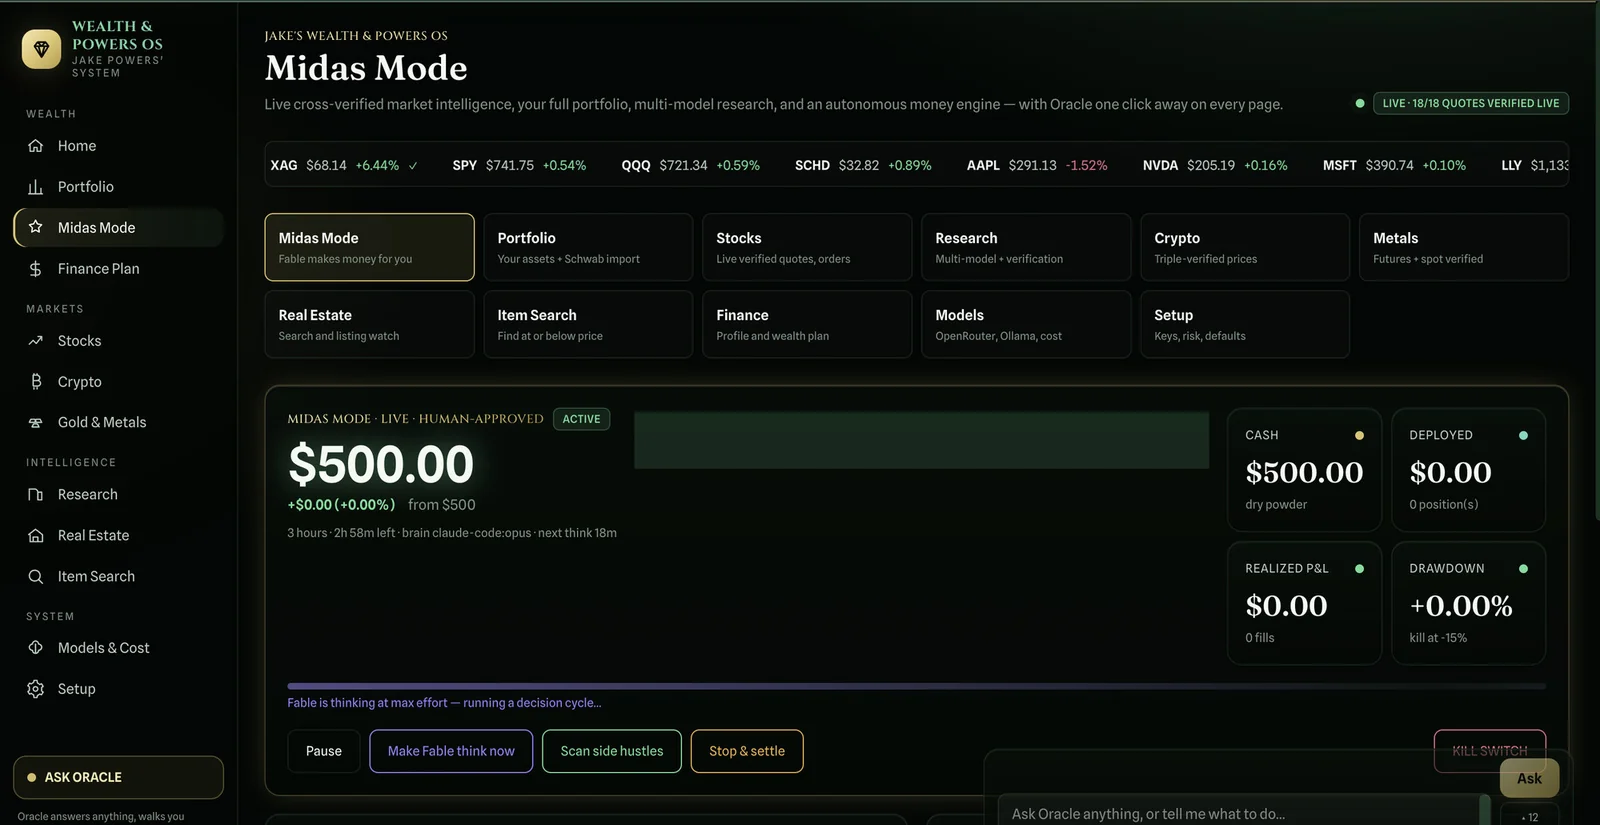 WEALTH &
POWERS OS
JAKE POWERS'
SYSTEM
WEALTH
Home
Portfolio
Midas Mode
Finance Plan
MARKETS
Stocks
Crypto
Gold & Metals
INTELLIGENCE
Research
Real Estate
Item Search
SYSTEM
Models & Cost
Setup
ASK ORACLE
Oracle answers anything, walks you
JAKE'S WEALTH & POWERS OS
Midas Mode
Live cross-verified market intelligence, your full portfolio, multi-model research, and an autonomous money engine — with Oracle one click away on every page.
LIVE · 18/18 QUOTES VERIFIED LIVE
XAG $68.14 +6.44% ✓ SPY $741.75 +0.54% QQQ $721.34 +0.59% SCHD $32.82 +0.89% AAPL $291.13 -1.52% NVDA $205.19 +0.16% MSFT $390.74 +0.10% LLY $1,133
Midas Mode
Fable makes money for you
Portfolio
Your assets + Schwab import
Stocks
Live verified quotes, orders
Research
Multi-model + verification
Crypto
Triple-verified prices
Metals
Futures + spot verified
Real Estate
Search and listing watch
Item Search
Find at or below price
Finance
Profile and wealth plan
Models
OpenRouter, Ollama, cost
Setup
Keys, risk, defaults
MIDAS MODE · LIVE · HUMAN-APPROVED ACTIVE
$500.00
+$0.00 (+0.00%) from $500
3 hours · 2h 58m left · brain claude-code:opus · next think 18m
CASH
$500.00
dry powder
DEPLOYED
$0.00
0 position(s)
REALIZED P&L
$0.00
0 fills
DRAWDOWN
+0.00%
kill at -15%
Fable is thinking at max effort — running a decision cycle...
Pause
Make Fable think now
Scan side hustles
Stop & settle
KILL SWITCH
Ask
Ask Oracle anything, or tell me what to do...
12